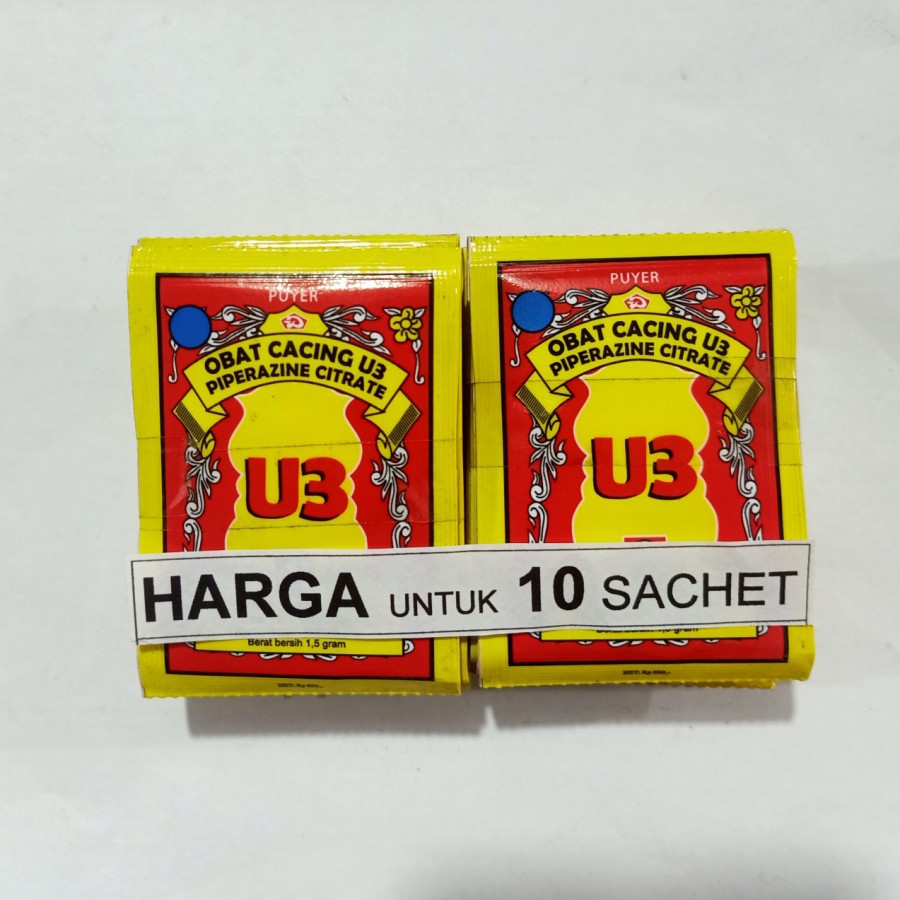 PUYER
OBAT CACING U3
PIPERAZINE CITRATE
U3
PUYER
OBAT CACING U3
PIPERAZINE CITRATE
U3
HARGA UNTUK 10 SACHET
Berat bersih 1,5 gram
gram